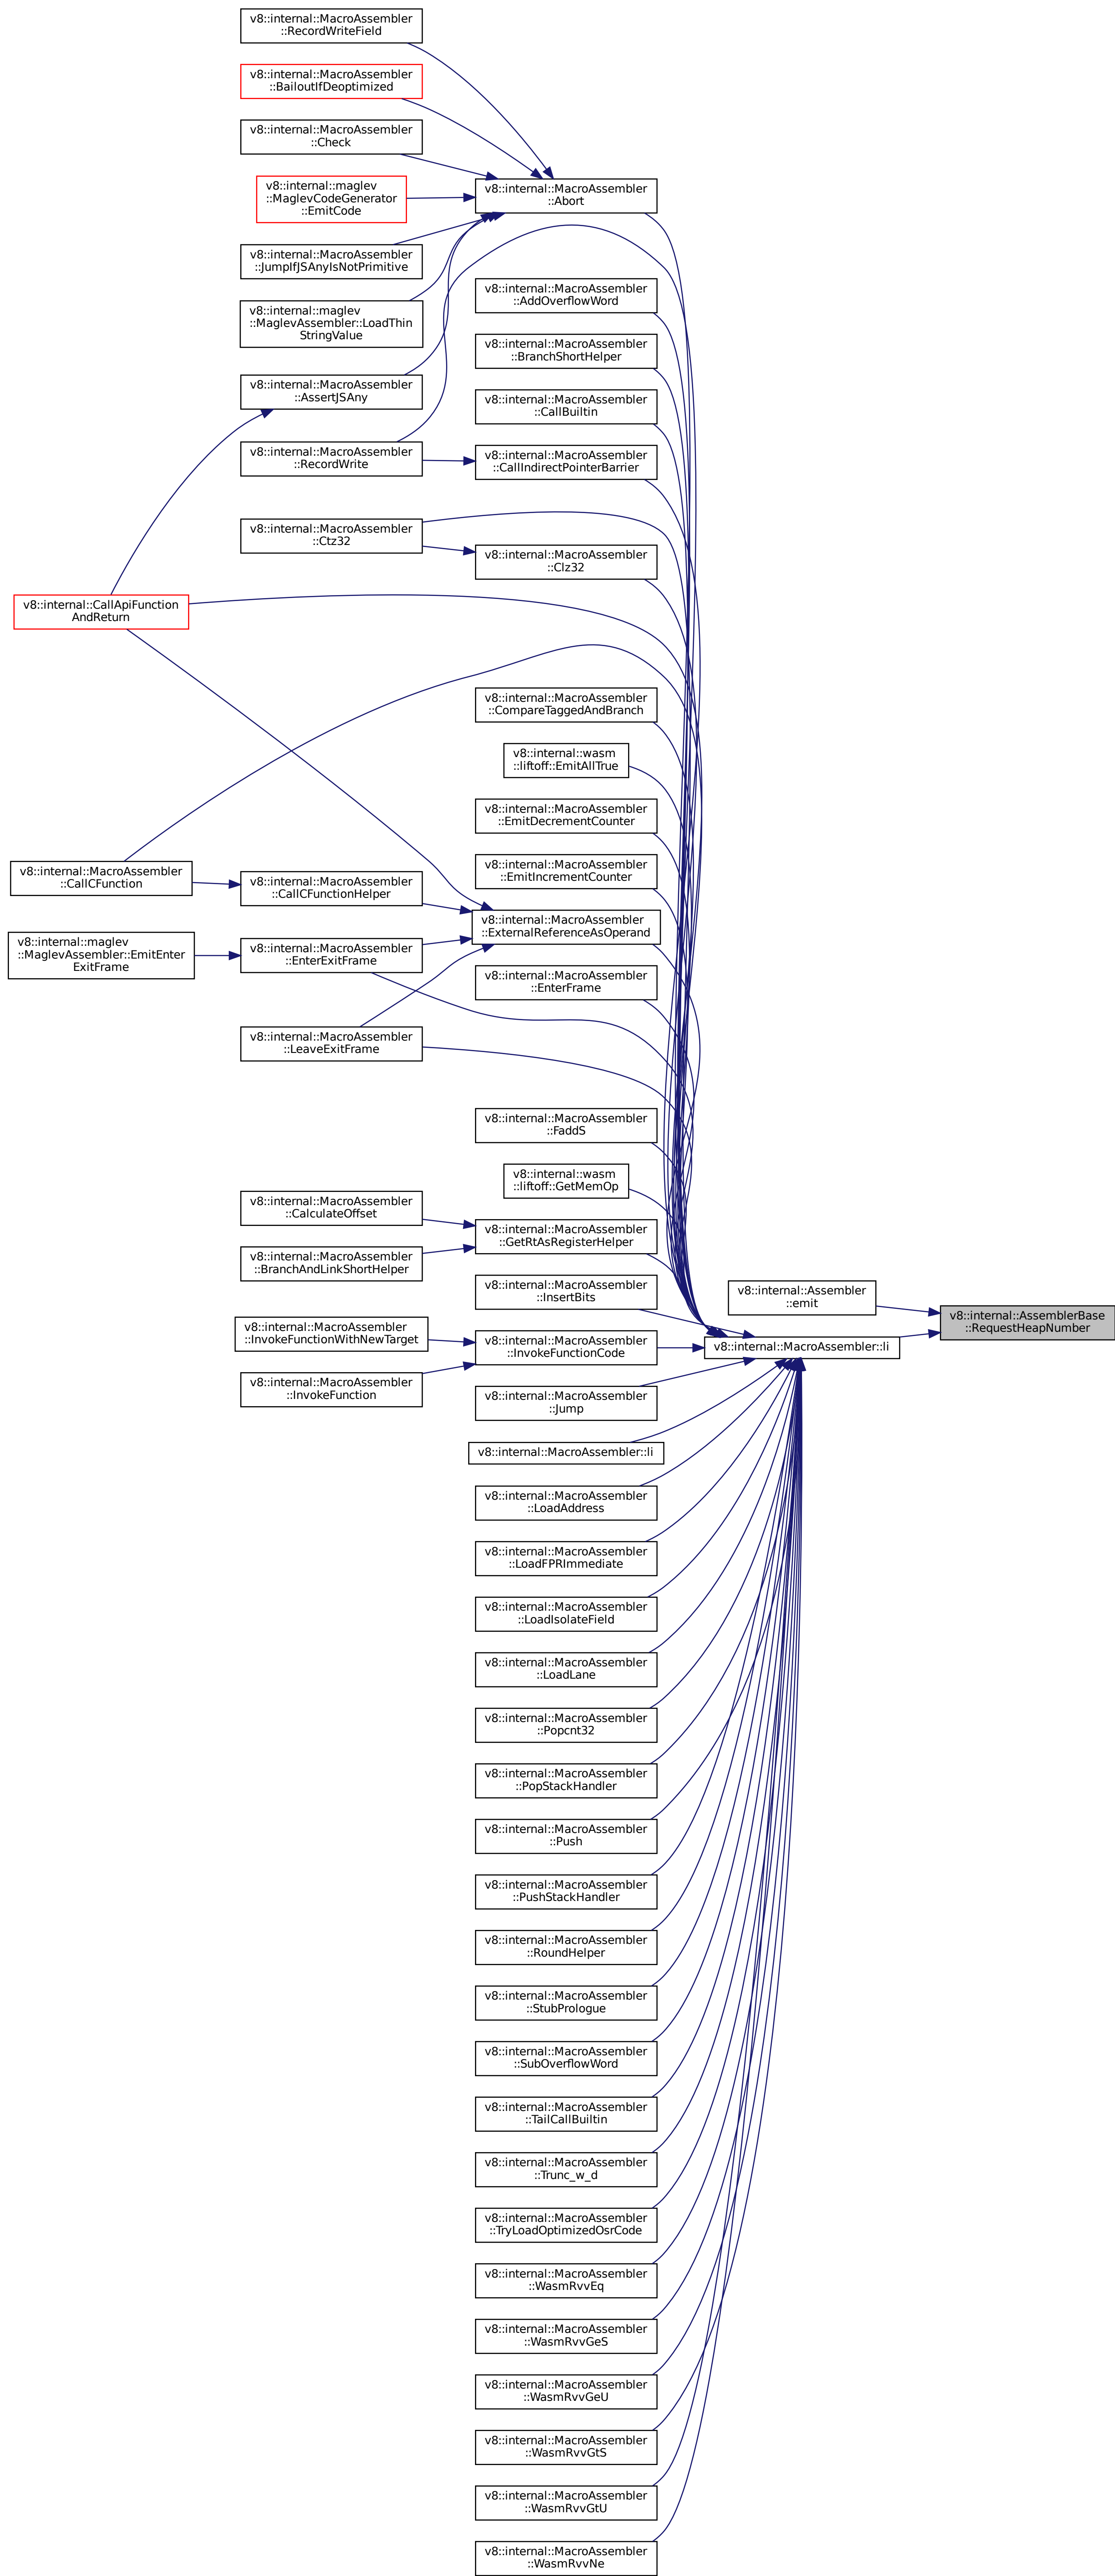 v8::internal::MacroAssembler
::RecordWriteField
v8::internal::MacroAssembler
::BailoutIfDeoptimized
v8::internal::MacroAssembler
::Check
v8::internal::maglev
::MaglevCodeGenerator
::EmitCode
v8::internal::MacroAssembler
::JumpIfJSAnyIsNotPrimitive
v8::internal::maglev
::MaglevAssembler::LoadThin
StringValue
v8::internal::MacroAssembler
::AssertJSAny
v8::internal::MacroAssembler
::RecordWrite
v8::internal::MacroAssembler
::Ctz32
v8::internal::CallApiFunction
AndReturn
v8::internal::MacroAssembler
::CallCFunction
v8::internal::MacroAssembler
::CallCFunctionHelper
v8::internal::maglev
::MaglevAssembler::EmitEnter
ExitFrame
v8::internal::MacroAssembler
::EnterExitFrame
v8::internal::MacroAssembler
::LeaveExitFrame
v8::internal::MacroAssembler
::CalculateOffset
v8::internal::MacroAssembler
::BranchAndLinkShortHelper
v8::internal::MacroAssembler
::InvokeFunctionWithNewTarget
v8::internal::MacroAssembler
::InvokeFunction
v8::internal::MacroAssembler
::Abort
v8::internal::MacroAssembler
::AddOverflowWord
v8::internal::MacroAssembler
::BranchShortHelper
v8::internal::MacroAssembler
::CallBuiltin
v8::internal::MacroAssembler
::CallIndirectPointerBarrier
v8::internal::MacroAssembler
::Clz32
v8::internal::MacroAssembler
::CompareTaggedAndBranch
v8::internal::wasm
::liftoff::EmitAllTrue
v8::internal::MacroAssembler
::EmitDecrementCounter
v8::internal::MacroAssembler
::EmitIncrementCounter
v8::internal::MacroAssembler
::ExternalReferenceAsOperand
v8::internal::MacroAssembler
::EnterFrame
v8::internal::MacroAssembler
::FaddS
v8::internal::wasm
::liftoff::GetMemOp
v8::internal::MacroAssembler
::GetRtAsRegisterHelper
v8::internal::MacroAssembler
::InsertBits
v8::internal::MacroAssembler
::InvokeFunctionCode
v8::internal::MacroAssembler
::Jump
v8::internal::MacroAssembler::li
v8::internal::MacroAssembler
::LoadAddress
v8::internal::MacroAssembler
::LoadFPRImmediate
v8::internal::MacroAssembler
::LoadIsolateField
v8::internal::MacroAssembler
::LoadLane
v8::internal::MacroAssembler
::Popcnt32
v8::internal::MacroAssembler
::PopStackHandler
v8::internal::MacroAssembler
::Push
v8::internal::MacroAssembler
::PushStackHandler
v8::internal::MacroAssembler
::RoundHelper
v8::internal::MacroAssembler
::StubPrologue
v8::internal::MacroAssembler
::SubOverflowWord
v8::internal::MacroAssembler
::TailCallBuiltin
v8::internal::MacroAssembler
::Trunc_w_d
v8::internal::MacroAssembler
::TryLoadOptimizedOsrCode
v8::internal::MacroAssembler
::WasmRvvEq
v8::internal::MacroAssembler
::WasmRvvGeS
v8::internal::MacroAssembler
::WasmRvvGeU
v8::internal::MacroAssembler
::WasmRvvGtS
v8::internal::MacroAssembler
::WasmRvvGtU
v8::internal::MacroAssembler
::WasmRvvNe
v8::internal::Assembler
::emit
v8::internal::MacroAssembler::li
v8::internal::AssemblerBase
::RequestHeapNumber